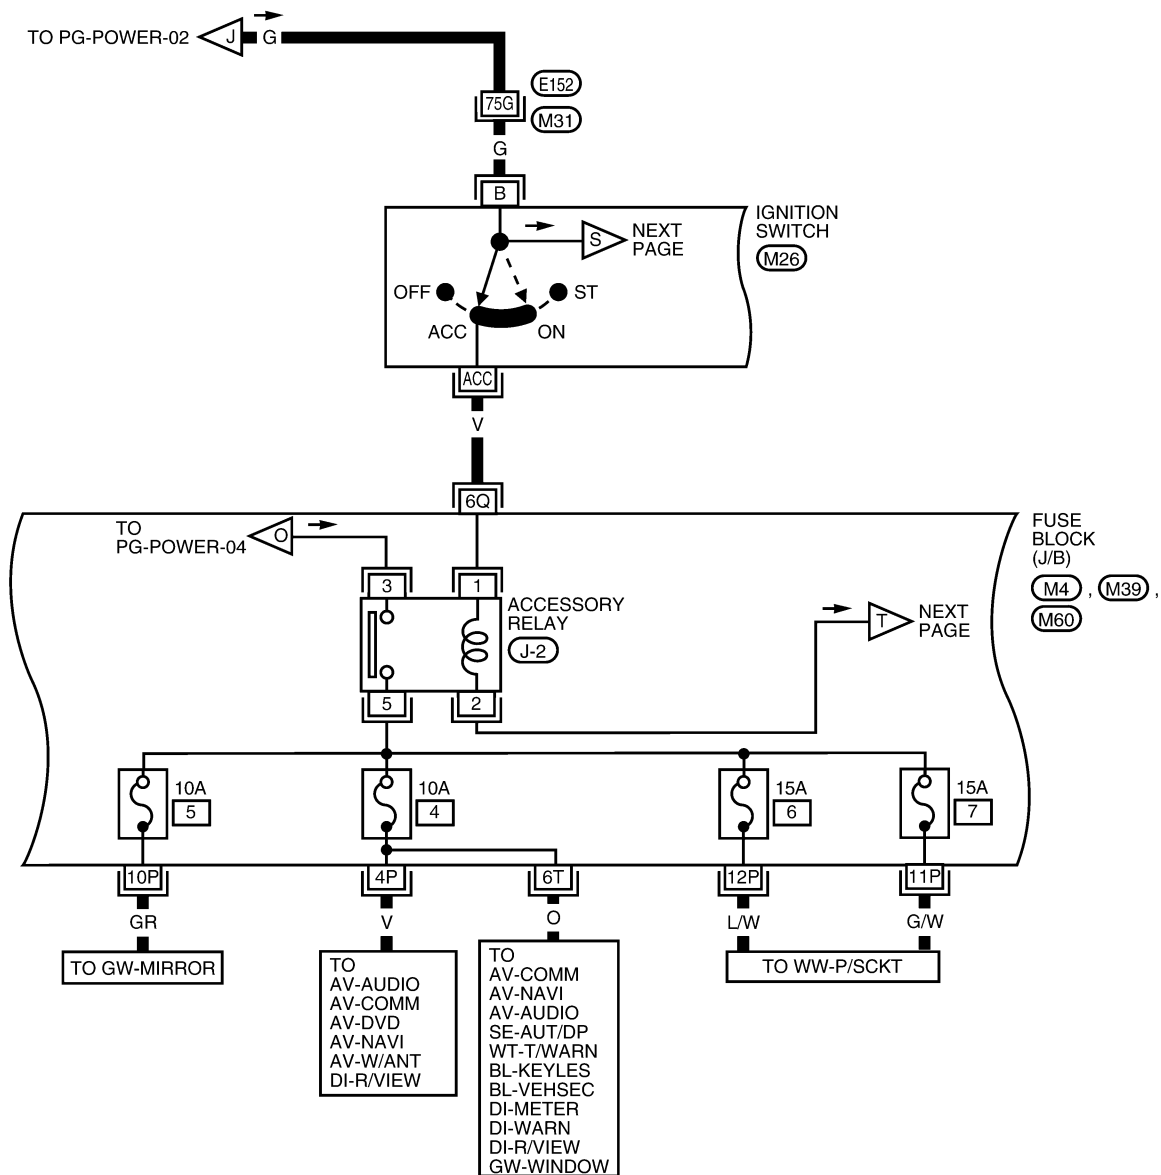 TO PG-POWER-02
J
G
E152
75G
M31
G
B
IGNITION
SWITCH
M26
S
NEXT
PAGE
OFF
ST
ACC
ON
ACC
V
6Q
TO
PG-POWER-04
O
FUSE
BLOCK
(J/B)
M4 , M39 ,
M60
3
1
ACCESSORY
RELAY
J-2
T
NEXT
PAGE
5
2
10A
5
10A
4
15A
6
15A
7
10P
4P
6T
12P
11P
GR
V
O
L/W
G/W
TO GW-MIRROR
TO
AV-AUDIO
AV-COMM
AV-DVD
AV-NAVI
AV-W/ANT
DI-R/VIEW
TO
AV-COMM
AV-NAVI
AV-AUDIO
SE-AUT/DP
WT-T/WARN
BL-KEYLES
BL-VEHSEC
DI-METER
DI-WARN
DI-R/VIEW
GW-WINDOW
TO WW-P/SCKT